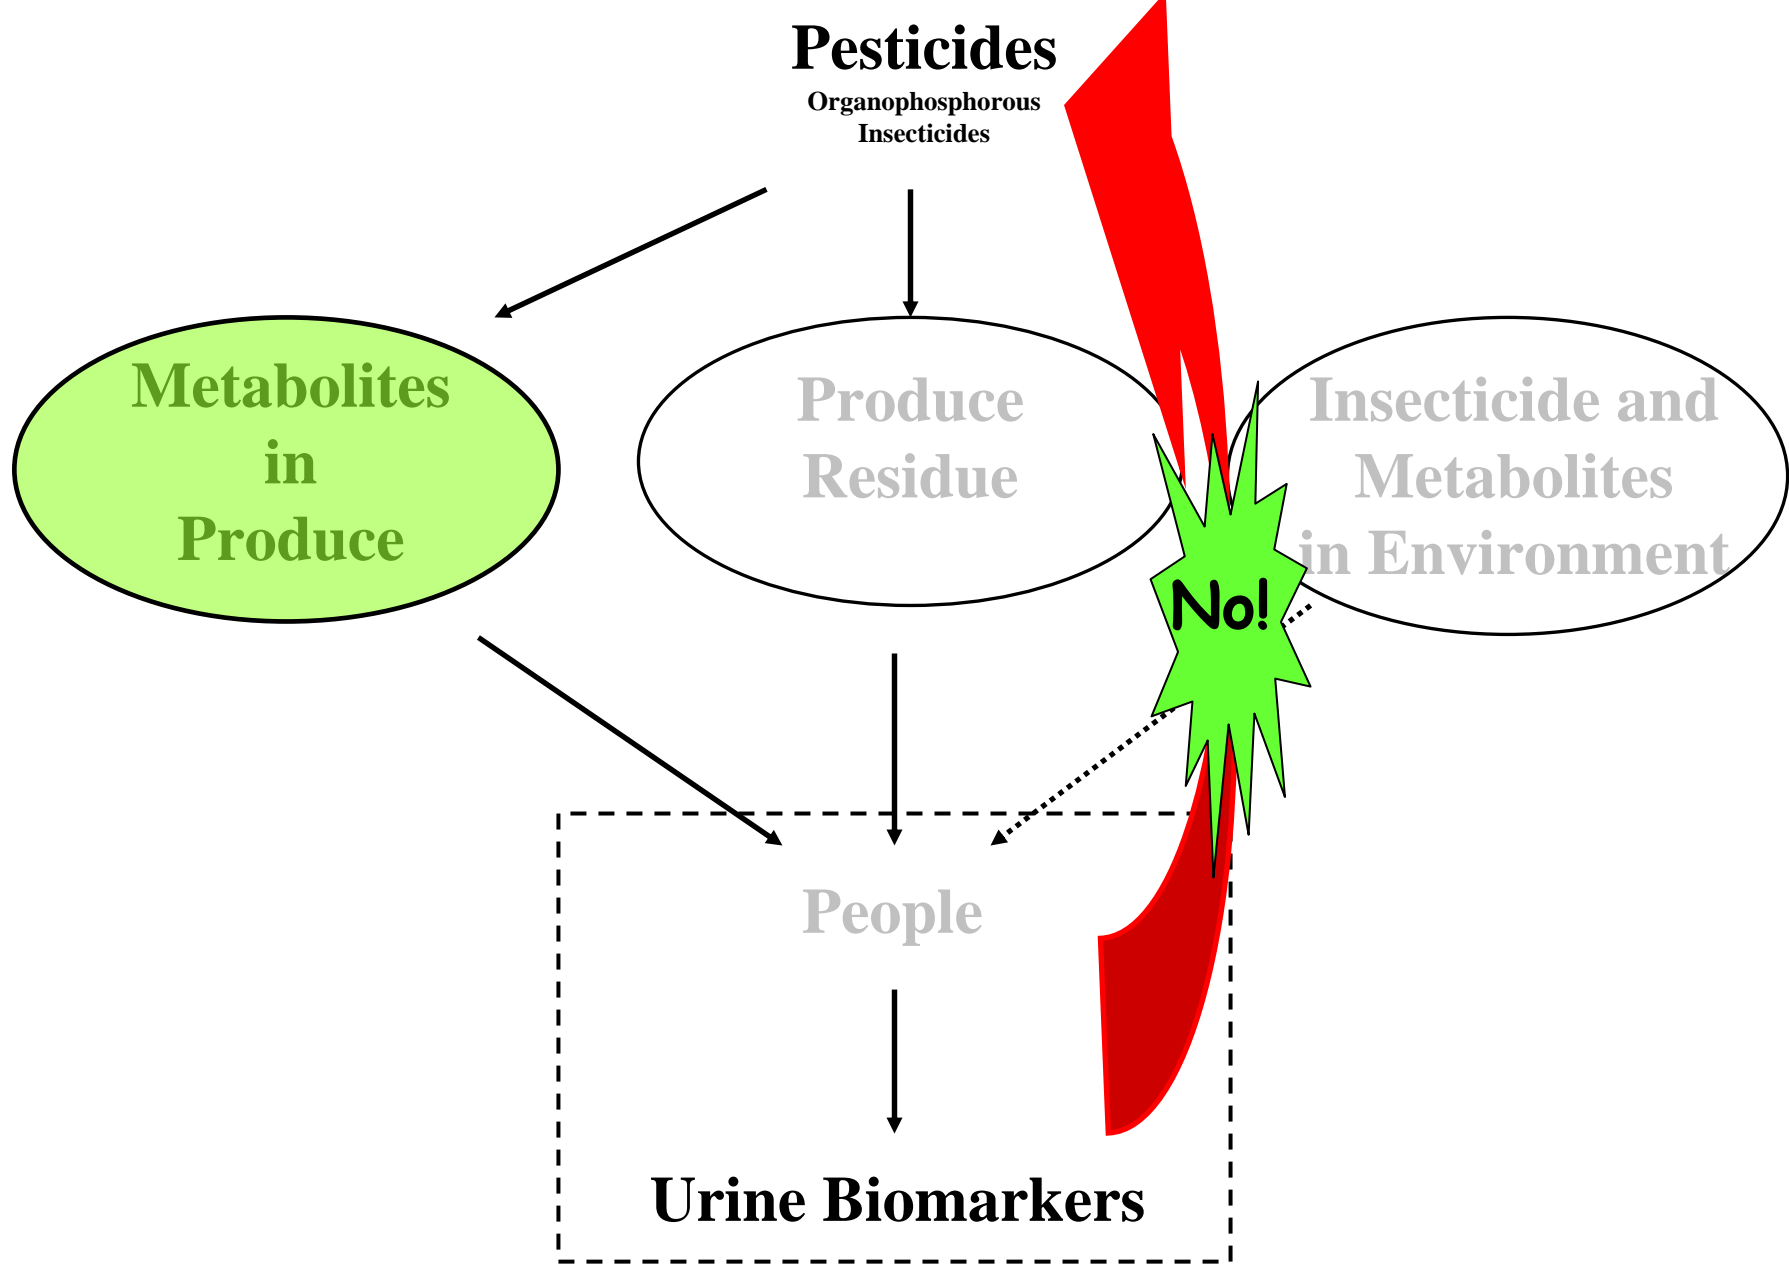 Pesticides
Organophosphorous
Insecticides
Metabolites
in
Produce
Produce
Residue
Insecticide and
Metabolites
in Environment
No!
People
Urine Biomarkers